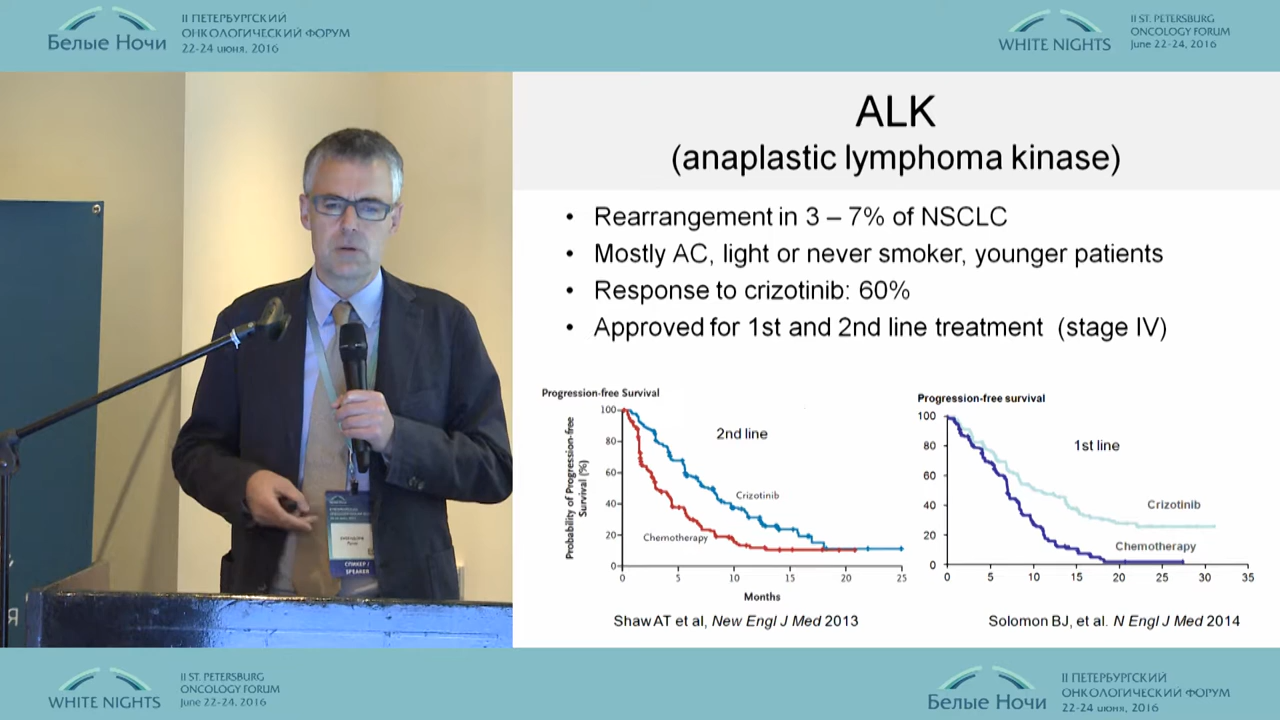 Белые Ночи
II ПЕТЕРБУРГСКИЙ
ОНКОЛОГИЧЕСКИЙ ФОРУМ
22-24 июня, 2016
WHITE NIGHTS
II ST. PETERSBURG
ONCOLOGY FORUM
June 22-24, 2016
ALK
(anaplastic lymphoma kinase)
• Rearrangement in 3 – 7% of NSCLC
• Mostly AC, light or never smoker, younger patients
• Response to crizotinib: 60%
• Approved for 1st and 2nd line treatment (stage IV)
Progression-free Survival
Probability of Progression-free
Survival (%)
100
80
60
40
20
0
2nd line
Crizotinib
Chemotherapy
0 5 10 15 20 25
Months
Shaw AT et al, New Engl J Med 2013
Progression-free survival
100
80
60
40
20
0
1st line
Crizotinib
Chemotherapy
0 5 10 15 20 25 30 35
Solomon BJ, et al. N Engl J Med 2014
СПИКЕР /
SPEAKER
WHITE NIGHTS
II ST. PETERSBURG
ONCOLOGY FORUM
June 22-24, 2016
Белые Ночи
II ПЕТЕРБУРГСКИЙ
ОНКОЛОГИЧЕСКИЙ ФОРУМ
22-24 июня, 2016